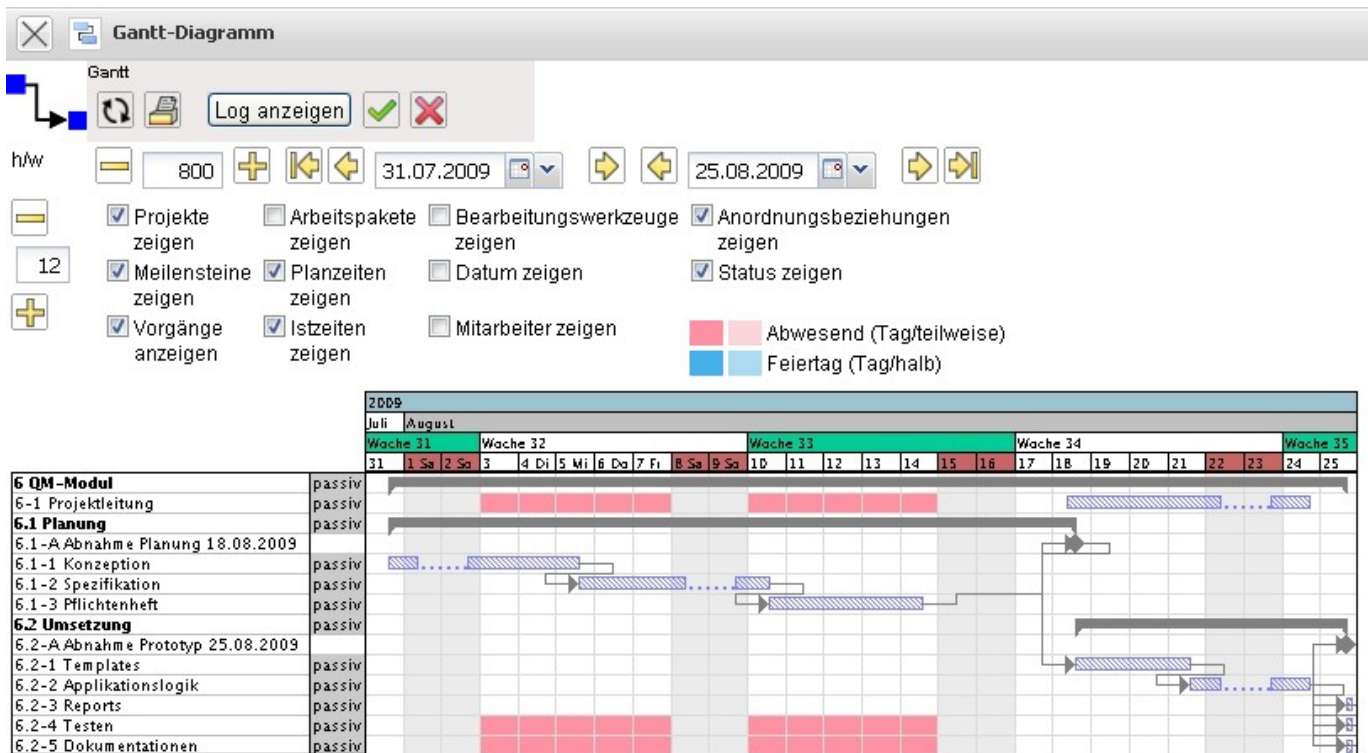 Gantt-Diagramm
Gantt
Log anzeigen
h/w 800 31.07.2009 25.08.2009
12
Projekte zeigen
Arbeitspakete zeigen
Bearbeitungswerkzeuge zeigen
Anordnungsbeziehungen zeigen
Meilensteine zeigen
Planzeiten zeigen
Datum zeigen
Status zeigen
Vorgänge anzeigen
Istzeiten zeigen
Mitarbeiter zeigen
Abwesend (Tag/teilweise)
Feiertag (Tag/halb)
2009
Juli August
Woche 31 Woche 32 Woche 33 Woche 34 Woche 35
31 1 Sa 2 So 3 4 Di 5 Mi 6 Do 7 Fr 8 Sa 9 So 10 11 12 13 14 15 16 17 18 19 20 21 22 23 24 25
6 QM-Modul passiv
6-1 Projektleitung passiv
6.1 Planung passiv
6.1-A Abnahme Planung 18.08.2009
6.1-1 Konzeption passiv
6.1-2 Spezifikation passiv
6.1-3 Pflichtenheft passiv
6.2 Umsetzung passiv
6.2-A Abnahme Prototyp 25.08.2009
6.2-1 Templates passiv
6.2-2 Applikationslogik passiv
6.2-3 Reports passiv
6.2-4 Testen passiv
6.2-5 Dokumentationen passiv